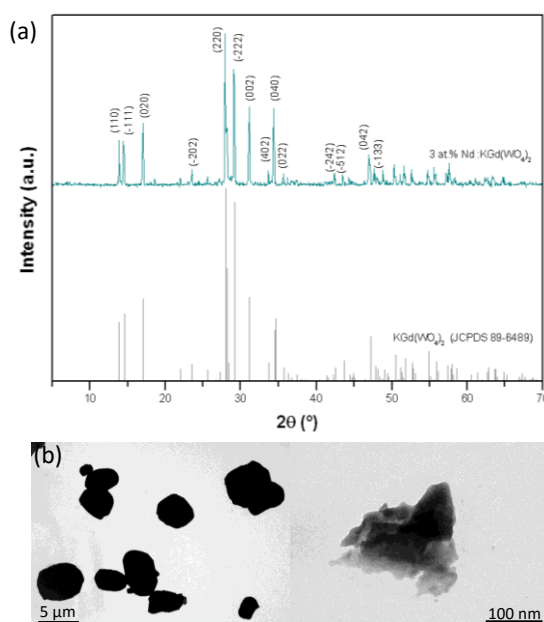 (a)
Intensity (a.u.)
(110)
(-111)
(020)
(-202)
(220)
(-222)
(002)
(402)
(040)
(022)
(-242)
(-512)
(042)
(-133)
3 at.% Nd :KGd(WO₄)₂
KGd(WO₄)₂ (JCPDS 89-6489)
10 20 30 40 50 60 70
2θ (°)
(b)
5 µm
100 nm